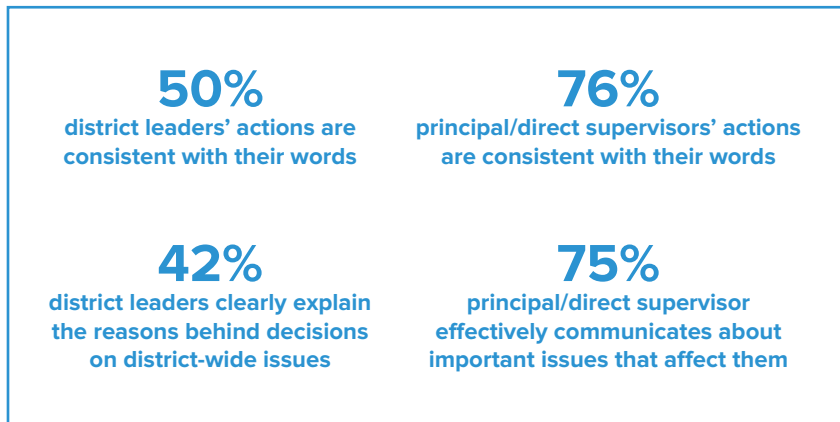 50%
district leaders’ actions are
consistent with their words
76%
principal/direct supervisors’ actions
are consistent with their words
42%
district leaders clearly explain
the reasons behind decisions
on district-wide issues
75%
principal/direct supervisor
effectively communicates about
important issues that affect them